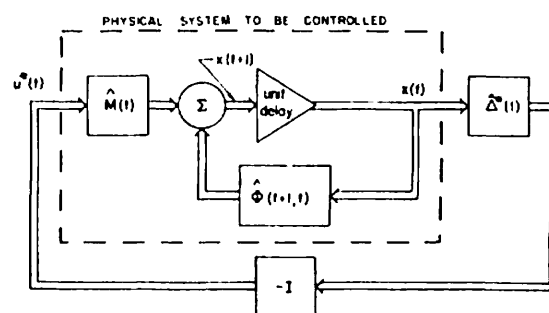 PHYSICAL SYSTEM TO BE CONTROLLED
u*(t)
M̂(t)
Σ
x(t+1)
unit
delay
x(t)
Δ̂*(t)
Φ̂(t+1,t)
-I